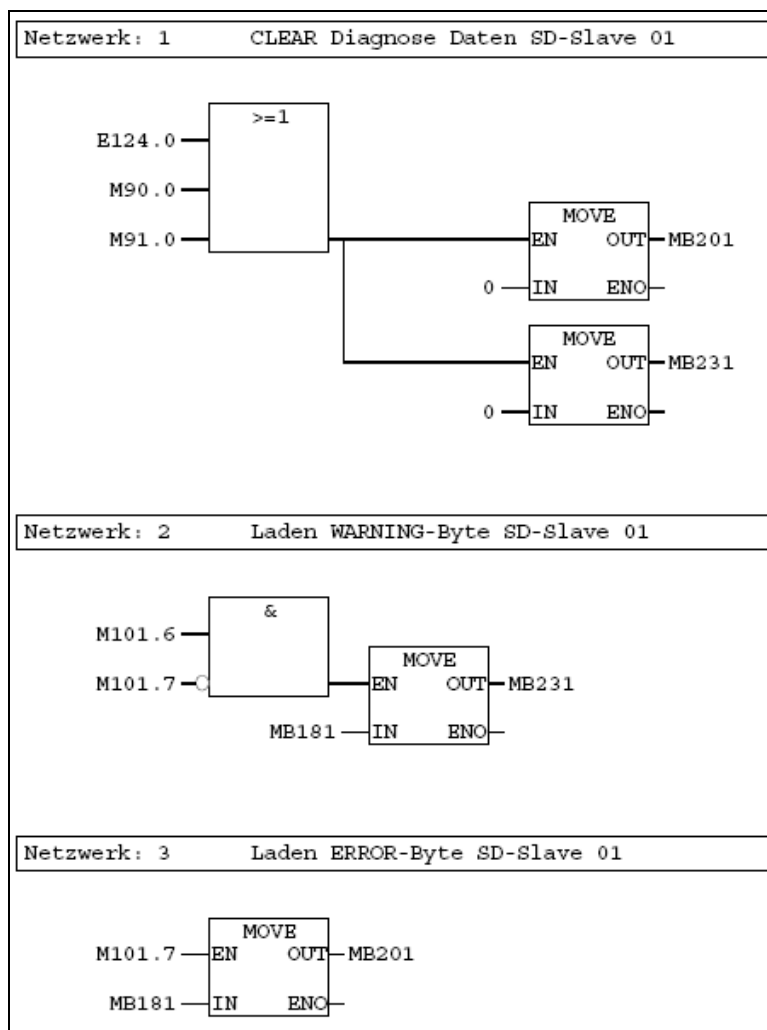 Netzwerk: 1 CLEAR Diagnose Daten SD-Slave 01
>=1
E124.0
M90.0
MOVE
M91.0 EN OUT MB201
0 IN ENO
MOVE
EN OUT MB231
0 IN ENO
Netzwerk: 2 Laden WARNING-Byte SD-Slave 01
&
M101.6
MOVE
M101.7 EN OUT MB231
MB181 IN ENO
Netzwerk: 3 Laden ERROR-Byte SD-Slave 01
MOVE
M101.7 EN OUT MB201
MB181 IN ENO